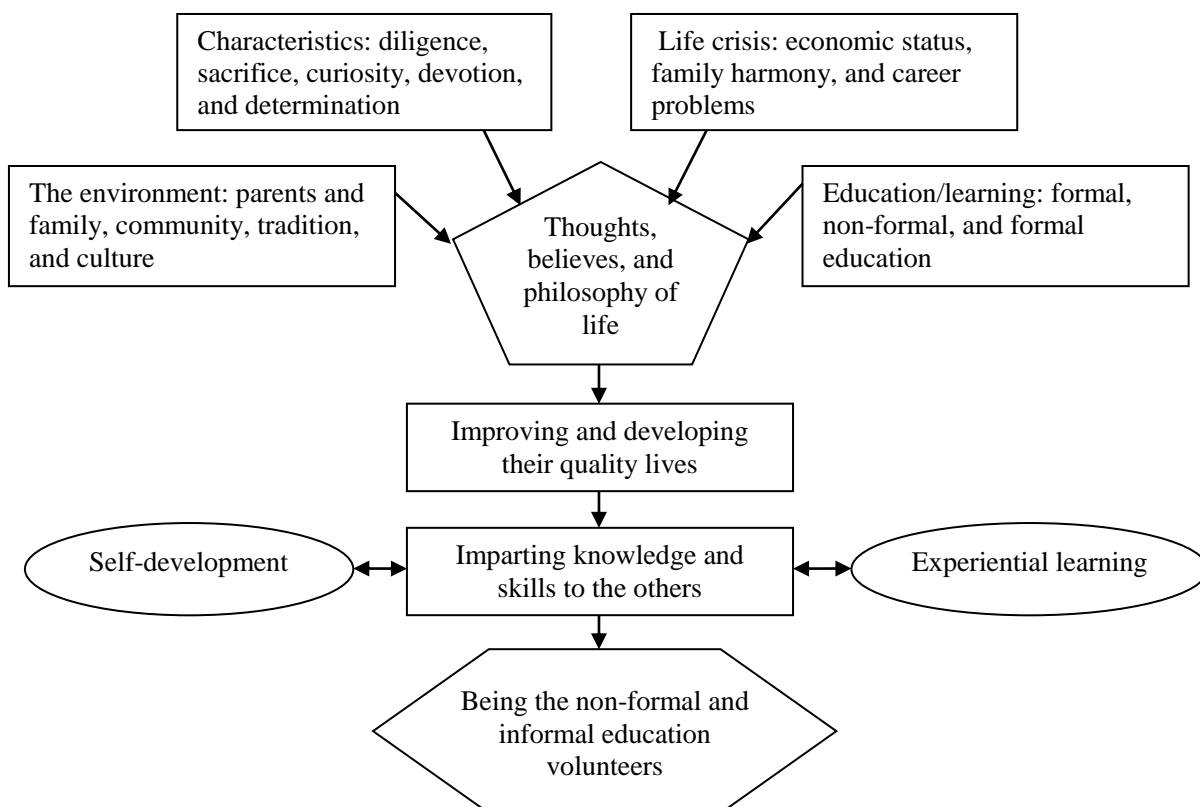 Characteristics: diligence,
sacrifice, curiosity, devotion,
and determination
Life crisis: economic status,
family harmony, and career
problems
The environment: parents and
family, community, tradition,
and culture
Thoughts,
believes, and
philosophy of
life
Education/learning: formal,
non-formal, and formal
education
Improving and developing
their quality lives
Self-development
Imparting knowledge and
skills to the others
Experiential learning
Being the non-formal and
informal education
volunteers